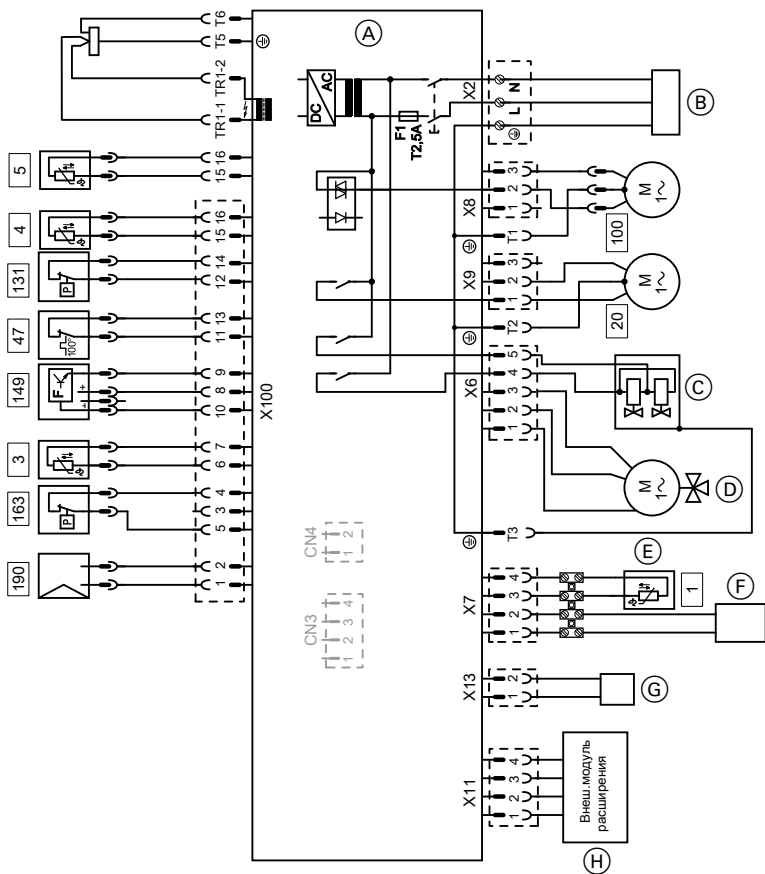 T6
T5
TR1-2
TR1-1
A
DC
AC
F1
T2,5A
X2
N
L
B
5
16
15
4
16
15
131
14
12
P
47
13
11
100°
149
9
8
10
F
+
+
3
7
6
163
4
3
5
P
190
2
1
X100
CN4
1 2
CN3
1 2 3 4
X8
3
2
1
T1
M
1~
100
X9
3
2
1
T2
M
1~
20
X6
5
4
3
2
1
C
M
1~
D
T3
E
X7
4
3
2
1
1
F
X13
2
1
G
X11
4
3
2
1
Внеш. модуль
расширения
H